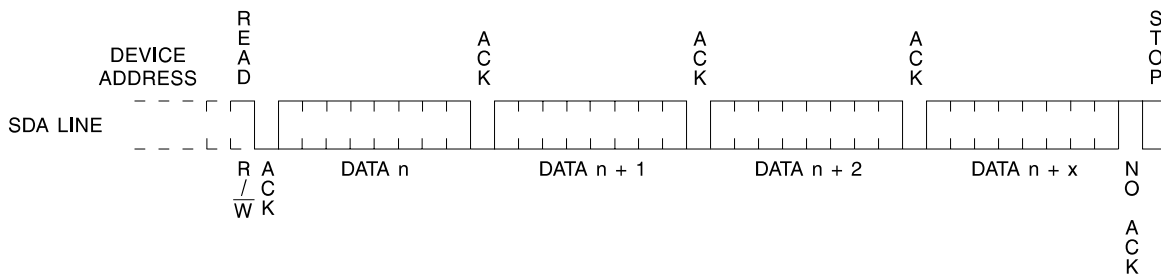 READ
DEVICE ADDRESS
ACK
ACK
ACK
STOP
SDA LINE
R/W
ACK
DATA n
DATA n + 1
DATA n + 2
DATA n + x
NO ACK